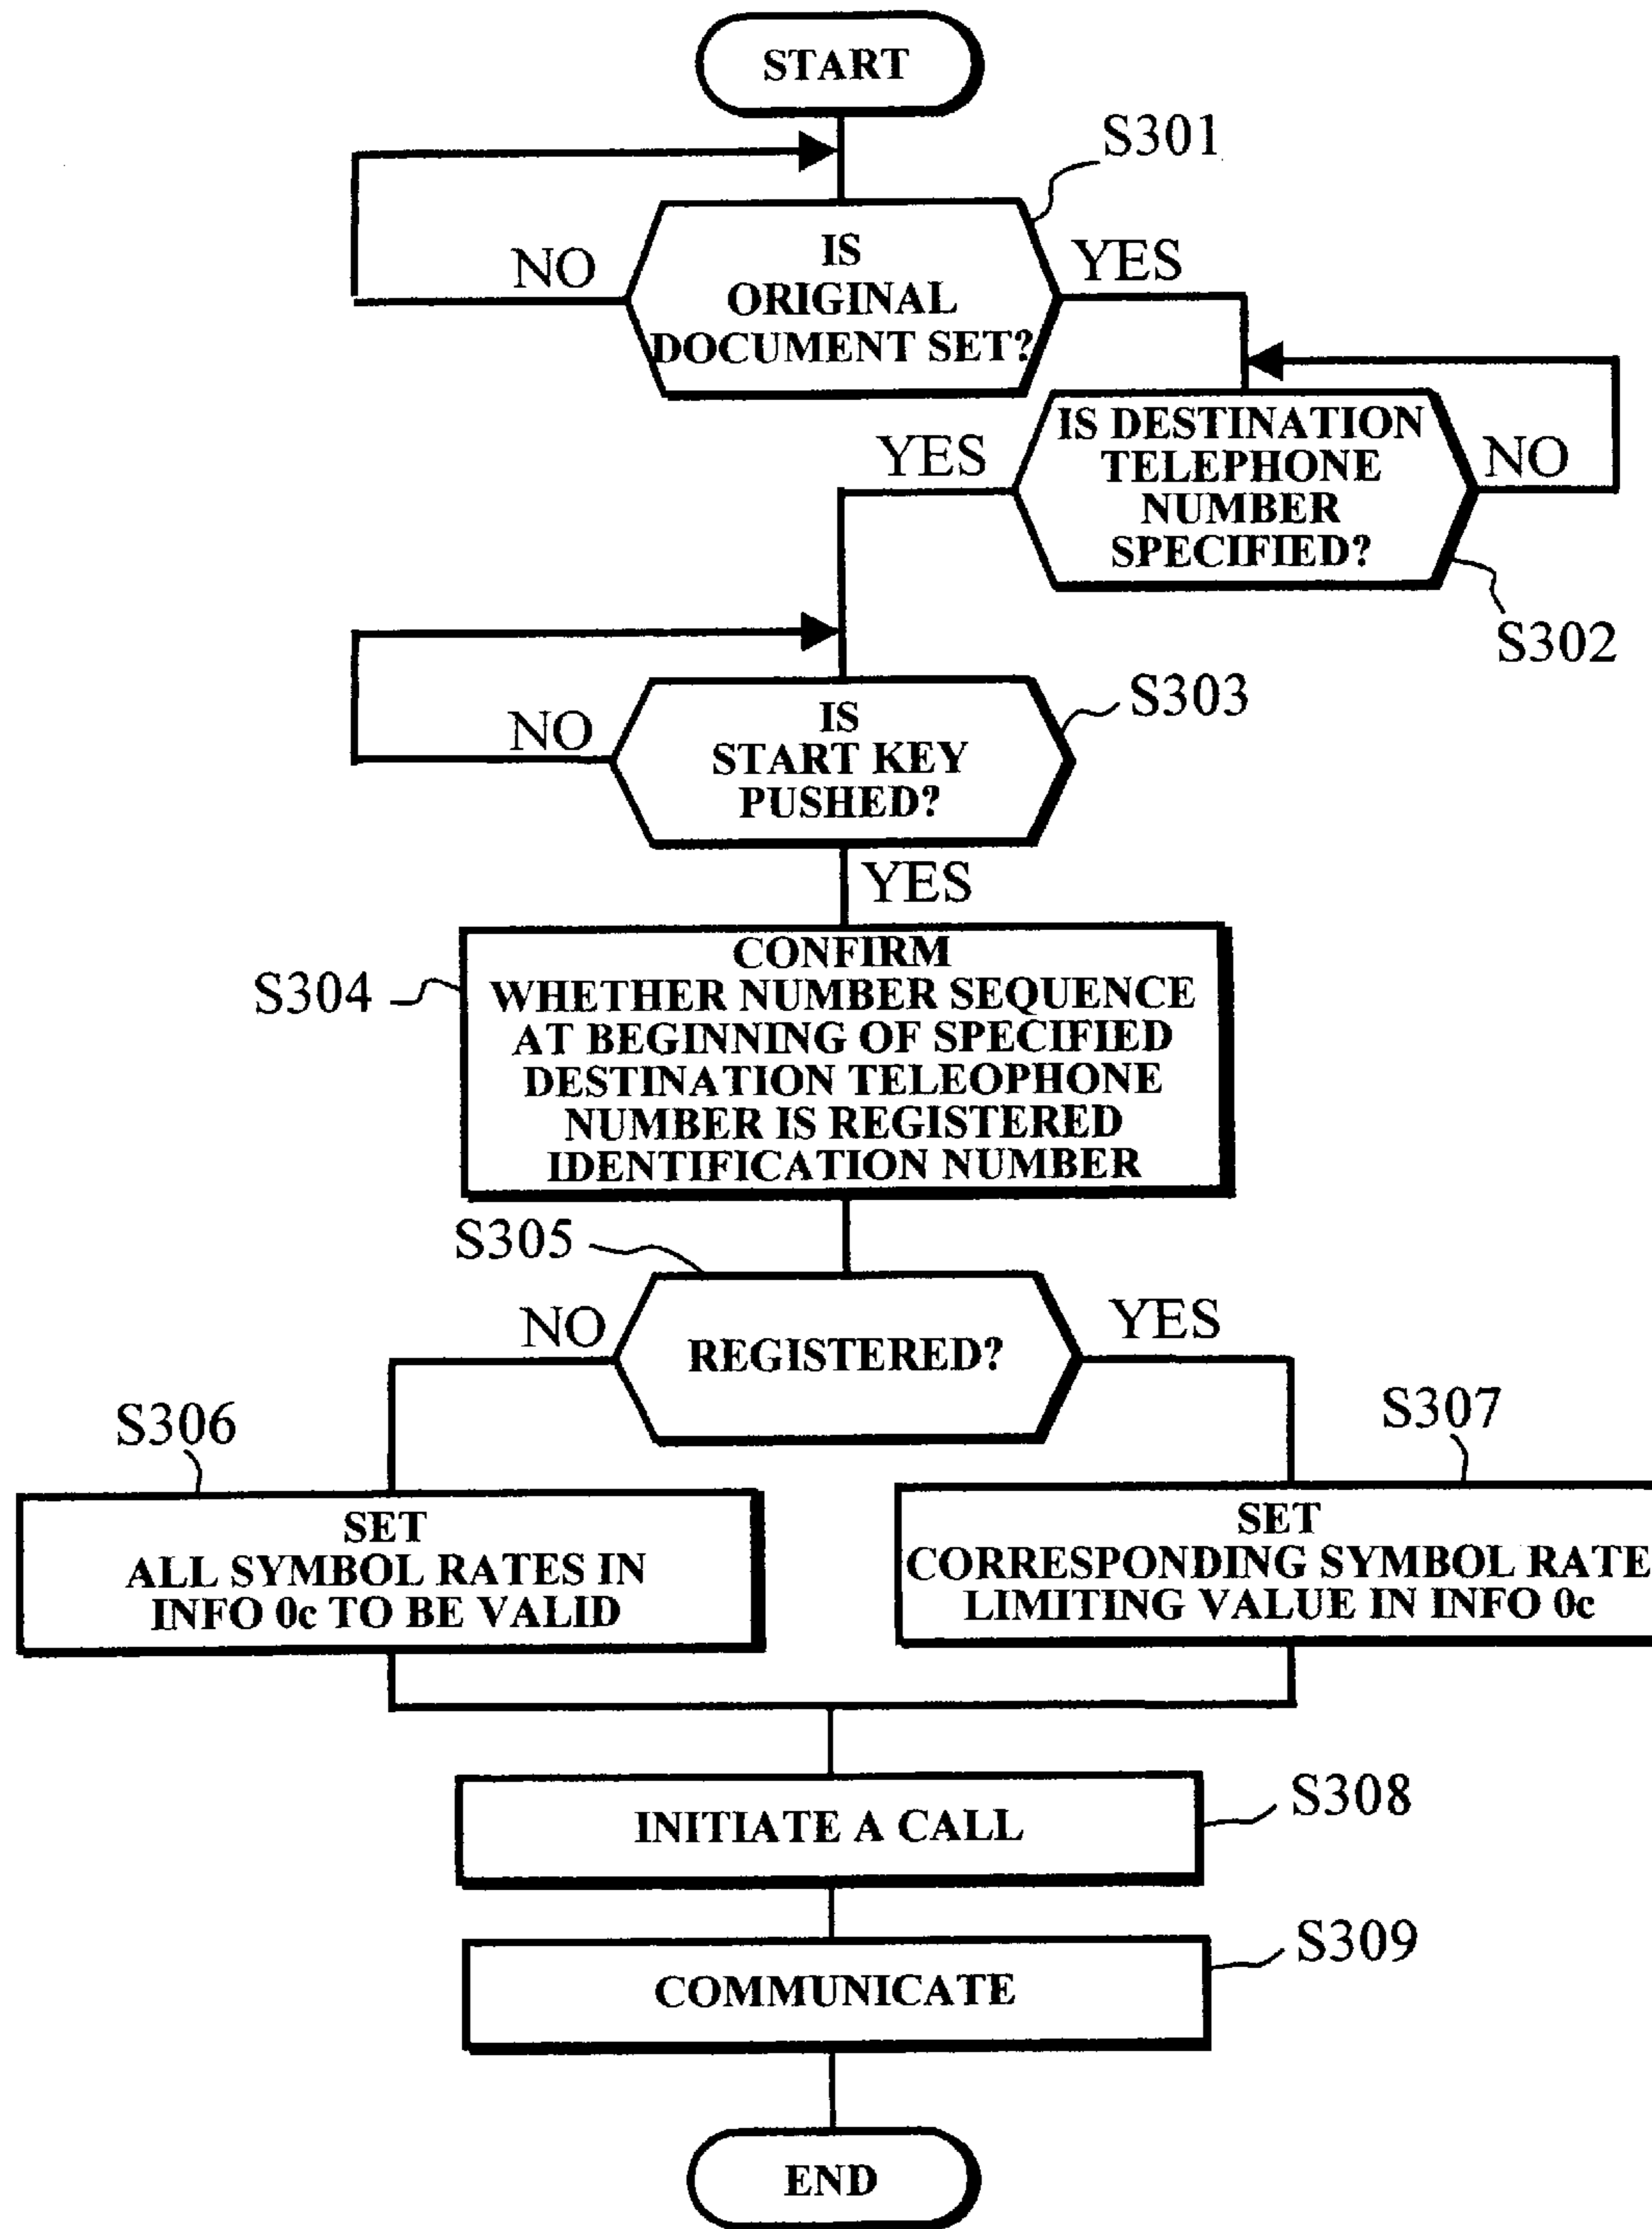 START
S301
NO
YES
IS
ORIGINAL
DOCUMENT SET?
YES
IS DESTINATION
TELEPHONE
NUMBER
SPECIFIED?
NO
S302
S303
NO
IS
START KEY
PUSHED?
YES
S304
CONFIRM
WHETHER NUMBER SEQUENCE
AT BEGINNING OF SPECIFIED
DESTINATION TELEOPHONE
NUMBER IS REGISTERED
IDENTIFICATION NUMBER
S305
NO
REGISTERED?
YES
S306
SET
ALL SYMBOL RATES IN
INFO 0c TO BE VALID
S307
SET
CORRESPONDING SYMBOL RATE
LIMITING VALUE IN INFO 0c
INITIATE A CALL
S308
COMMUNICATE
S309
END